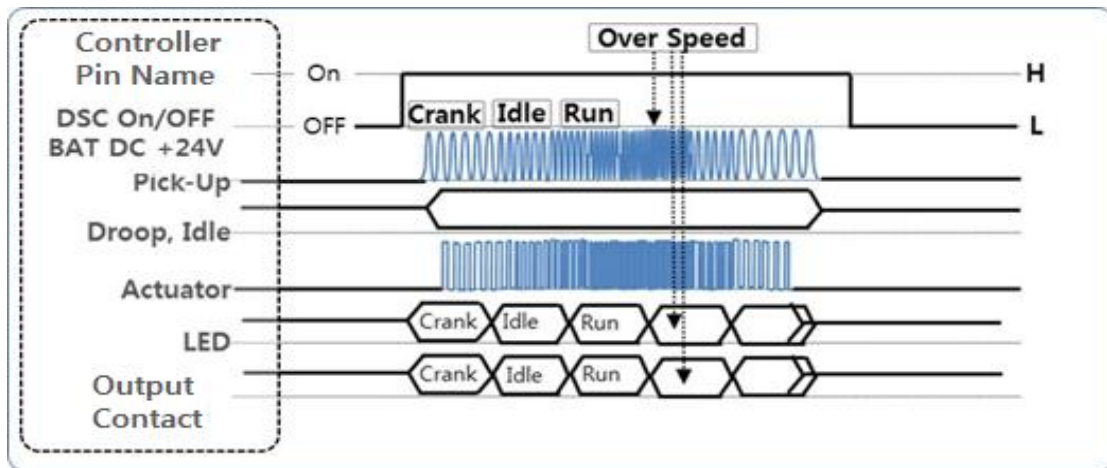 Over Speed
Controller
Pin Name
On
H
DSC On/OFF
OFF
Crank
Idle
Run
L
BAT DC +24V
Pick-Up
Droop, Idle
Actuator
Crank
Idle
Run
LED
Crank
Idle
Run
Output
Contact